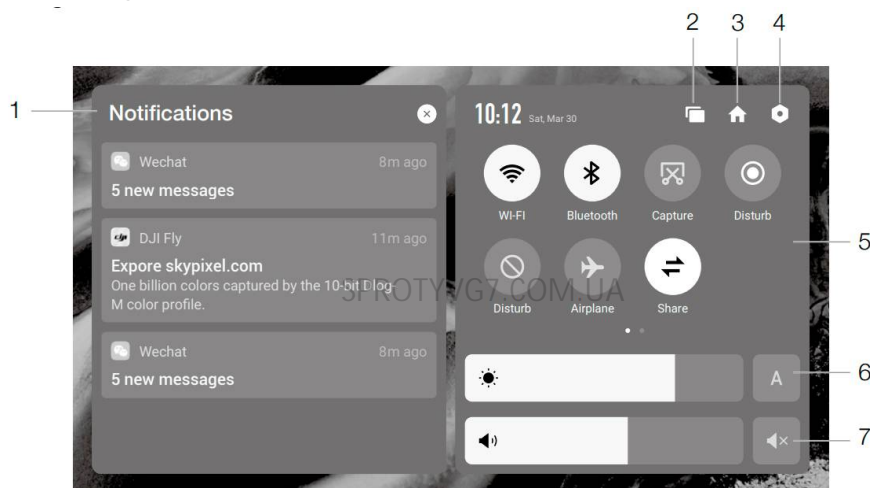 2 3 4
1
Notifications
Wechat 8m ago
5 new messages
DJI Fly 11m ago
Expore skypixel.com
One billion colors captured by the 10-bit Dlog-
M color profile.
Wechat 8m ago
5 new messages
10:12 Sat, Mar 30
WI-FI Bluetooth Capture Disturb
5
Disturb Airplane Share
SPROTYVG7.COM.UA
A
6
7